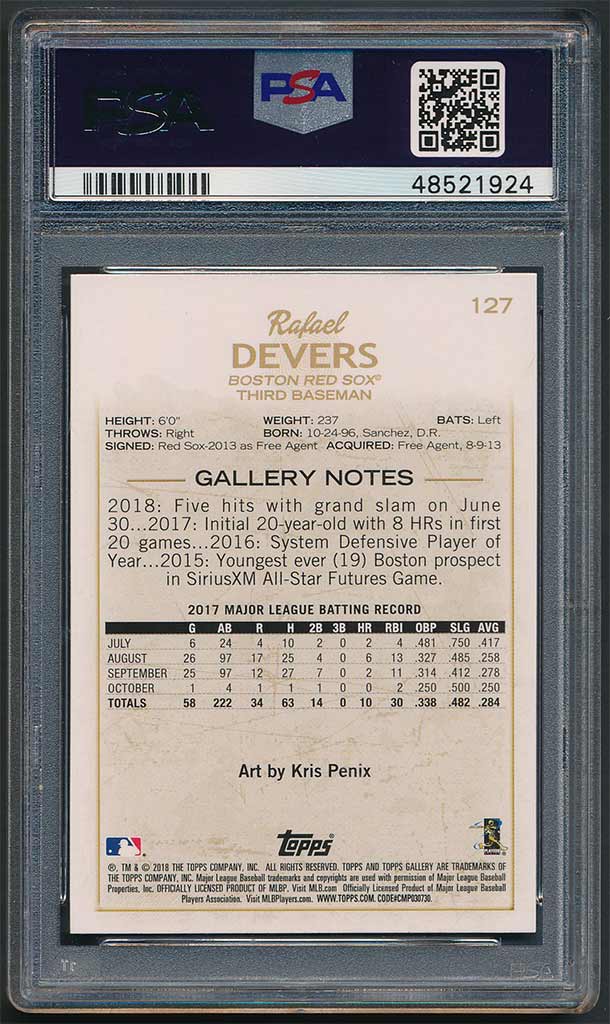 PSA
PSA
48521924
127
Rafael
DEVERS
BOSTON RED SOX®
THIRD BASEMAN
HEIGHT: 6'0" WEIGHT: 237 BATS: Left
THROWS: Right BORN: 10-24-96, Sanchez, D.R.
SIGNED: Red Sox-2013 as Free Agent ACQUIRED: Free Agent, 8-9-13
GALLERY NOTES
2018: Five hits with grand slam on June
30...2017: Initial 20-year-old with 8 HRs in first
20 games...2016: System Defensive Player of
Year...2015: Youngest ever (19) Boston prospect
in SiriusXM All-Star Futures Game.
2017 MAJOR LEAGUE BATTING RECORD
G AB R H 2B 3B HR RBI OBP SLG AVG
JULY 6 24 4 10 2 0 2 4 .481 .750 .417
AUGUST 26 97 17 25 4 0 6 13 .327 .485 .258
SEPTEMBER 25 97 12 27 7 0 2 11 .314 .412 .278
OCTOBER 1 4 1 1 1 0 0 2 .250 .500 .250
TOTALS 58 222 34 63 14 0 10 30 .338 .482 .284
Art by Kris Penix
topps®
®, TM & © 2018 THE TOPPS COMPANY, INC. ALL RIGHTS RESERVED. TOPPS AND TOPPS GALLERY ARE TRADEMARKS OF
THE TOPPS COMPANY, INC. Major League Baseball trademarks and copyrights are used with permission of Major League Baseball
Properties, Inc. OFFICIALLY LICENSED PRODUCT OF MLBP. Visit MLB.com Officially Licensed Product of Major League Baseball
Players Association. Visit MLBPlayers.com. WWW.TOPPS.COM. CODE#CMP030730.
PSA